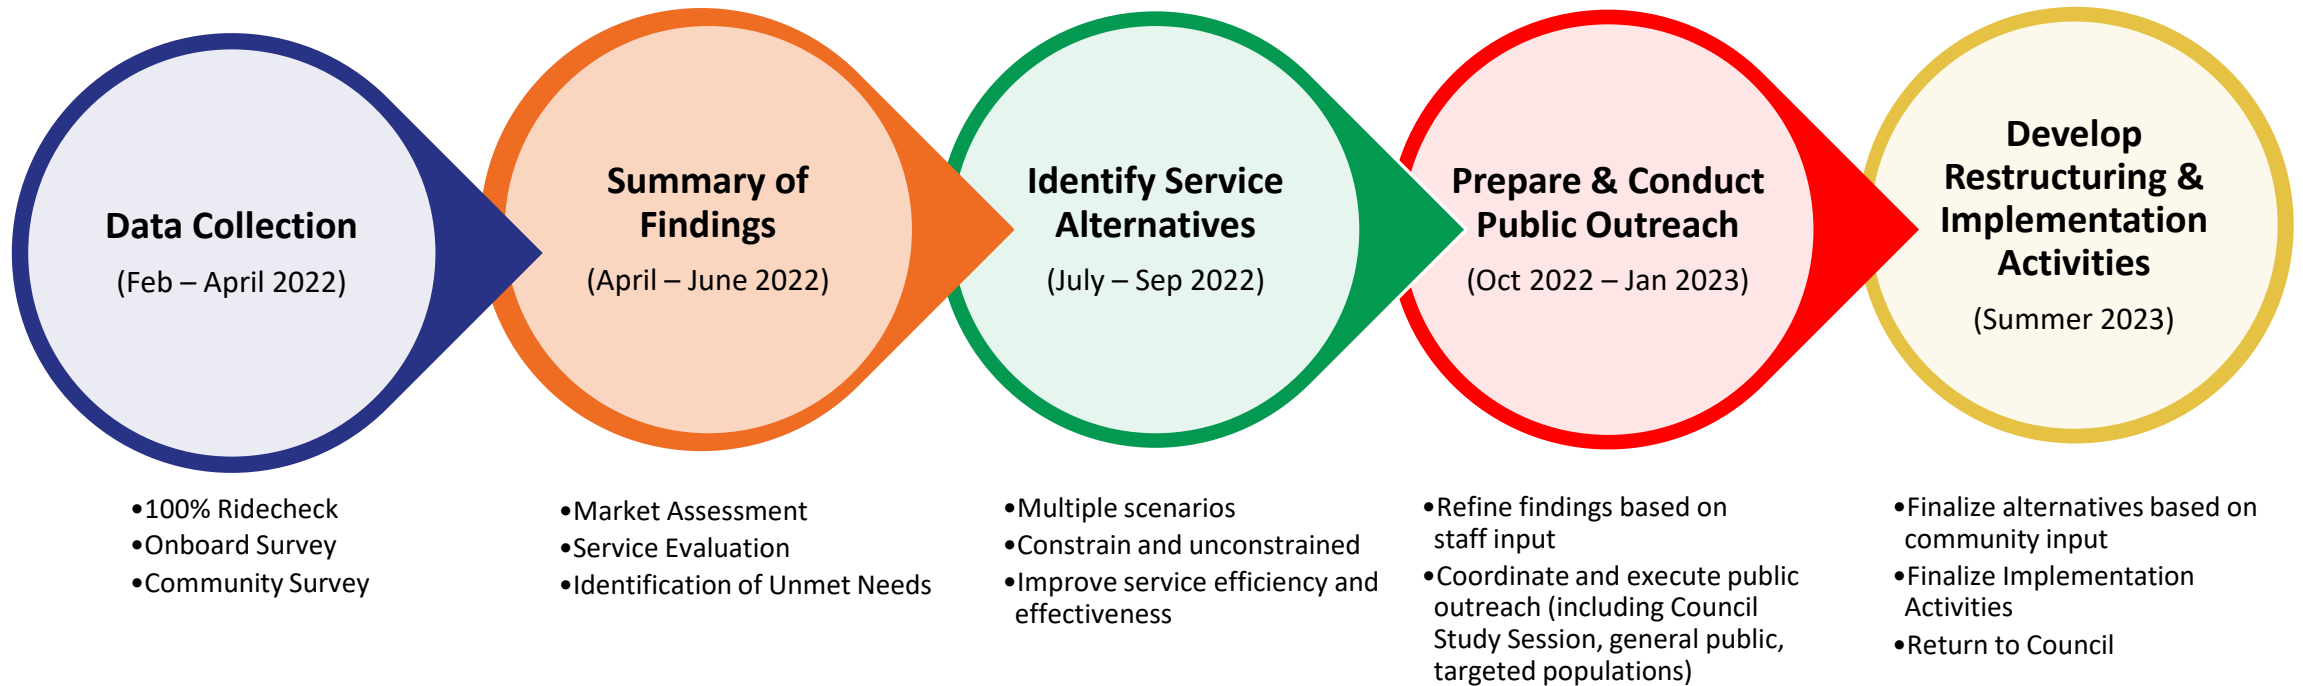 Data Collection
(Feb – April 2022)
•100% Ridecheck
•Onboard Survey
•Community Survey
Summary of
Findings
(April – June 2022)
•Market Assessment
•Service Evaluation
•Identification of Unmet Needs
Identify Service
Alternatives
(July – Sep 2022)
•Multiple scenarios
•Constrain and unconstrained
•Improve service efficiency and
effectiveness
Prepare & Conduct
Public Outreach
(Oct 2022 – Jan 2023)
•Refine findings based on
staff input
•Coordinate and execute public
outreach (including Council
Study Session, general public,
targeted populations)
Develop
Restructuring &
Implementation
Activities
(Summer 2023)
•Finalize alternatives based on
community input
•Finalize Implementation
Activities
•Return to Council